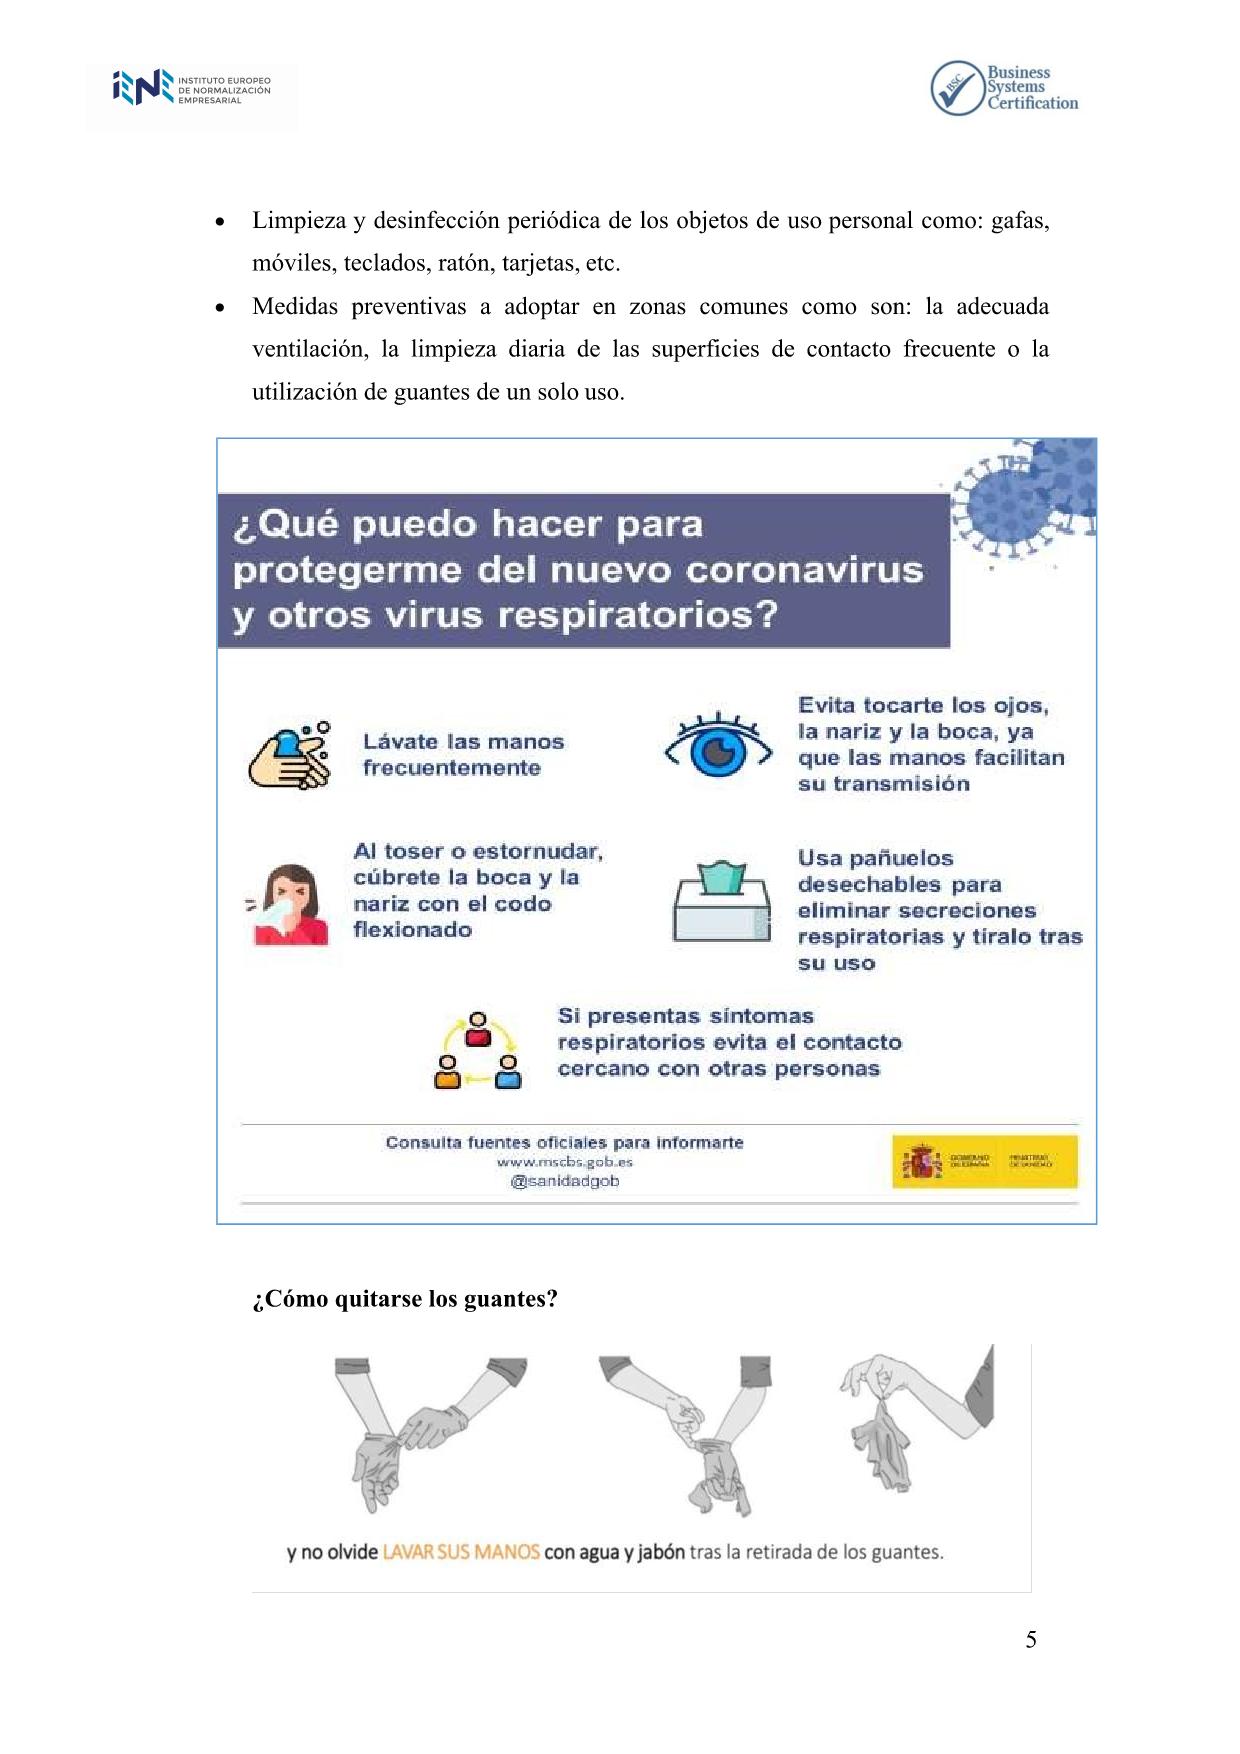 INSTITUTO EUROPEO
DE NORMALIZACIÓN
EMPRESARIAL
BSC
Business
Systems
Certification
• Limpieza y desinfección periódica de los objetos de uso personal como: gafas,
móviles, teclados, ratón, tarjetas, etc.
• Medidas preventivas a adoptar en zonas comunes como son: la adecuada
ventilación, la limpieza diaria de las superficies de contacto frecuente o la
utilización de guantes de un solo uso.
¿Qué puedo hacer para
protegerme del nuevo coronavirus
y otros virus respiratorios?
Lávate las manos
frecuentemente
Evita tocarte los ojos,
la nariz y la boca, ya
que las manos facilitan
su transmisión
Al toser o estornudar,
cúbrete la boca y la
nariz con el codo
flexionado
Usa pañuelos
desechables para
eliminar secreciones
respiratorias y tíralo tras
su uso
Si presentas síntomas
respiratorios evita el contacto
cercano con otras personas
Consulta fuentes oficiales para informarte
www.mscbs.gob.es
@sanidadgob
GOBIERNO
DE ESPAÑA
MINISTERIO
DE SANIDAD
¿Cómo quitarse los guantes?
y no olvide LAVAR SUS MANOS con agua y jabón tras la retirada de los guantes.
5